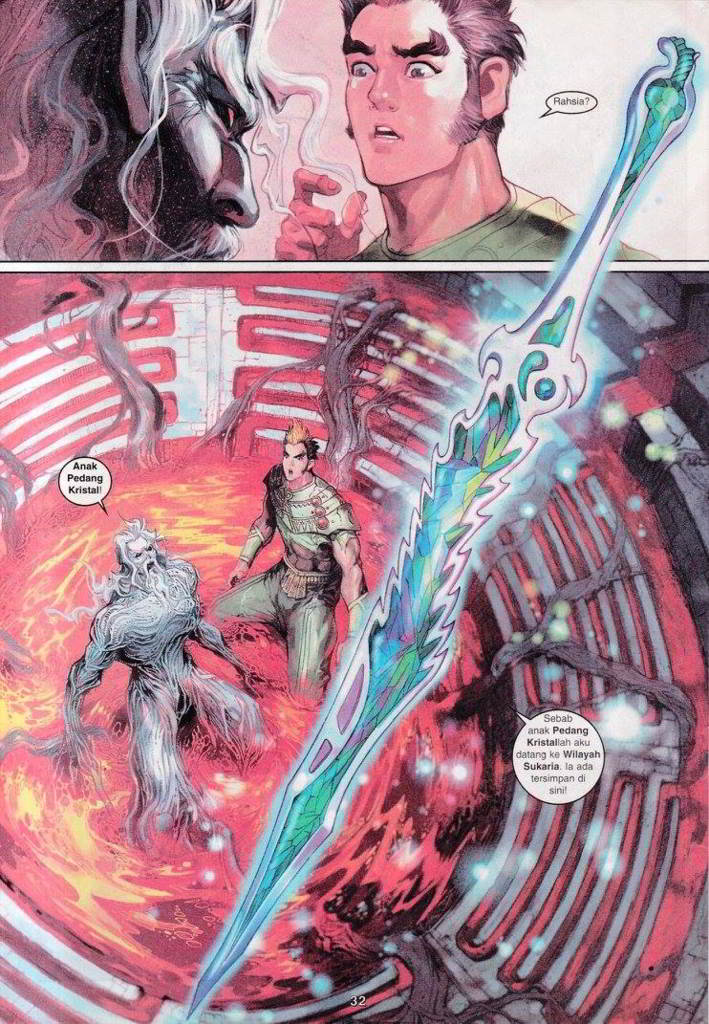 Rahsia?
Anak
Pedang
Kristal!
Sebab
anak Pedang
Kristallah aku
datang ke Wilayah
Sukaria. Ia ada
tersimpan di
sini!
32